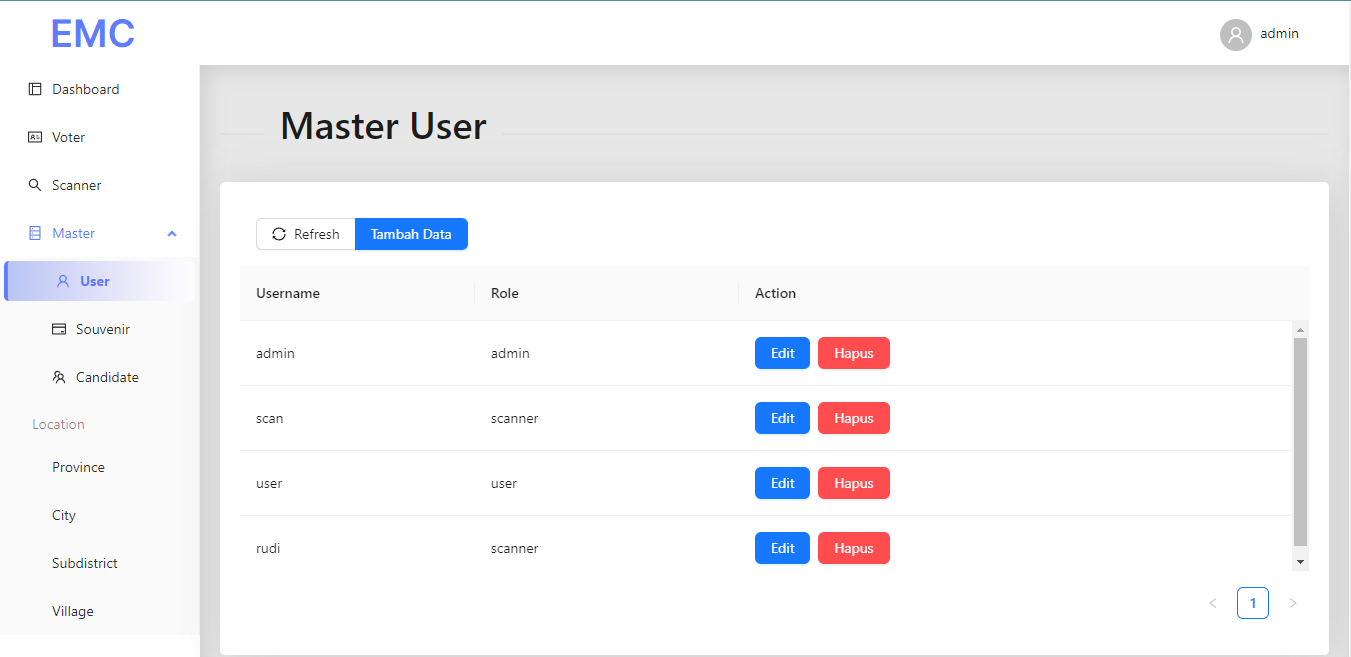 EMC
admin
Dashboard
Voter
Scanner
Master
User
Souvenir
Candidate
Location
Province
City
Subdistrict
Village
Master User
Refresh Tambah Data
Username Role Action
admin admin Edit Hapus
scan scanner Edit Hapus
user user Edit Hapus
rudi scanner Edit Hapus
< 1 >